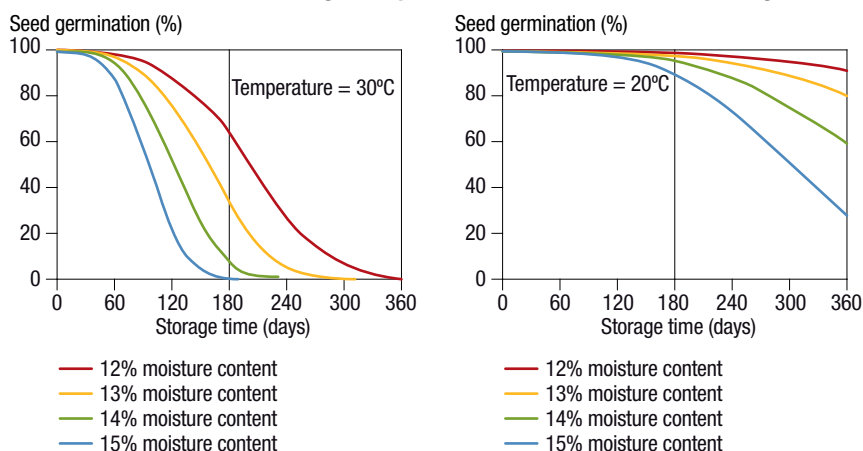 Seed germination (%)
100
80
60
40
20
0
Temperature = 30ºC
0 60 120 180 240 300 360
Storage time (days)
12% moisture content
13% moisture content
14% moisture content
15% moisture content
Seed germination (%)
100
80
60
40
20
0
Temperature = 20ºC
0 60 120 180 240 300 360
Storage time (days)
12% moisture content
13% moisture content
14% moisture content
15% moisture content